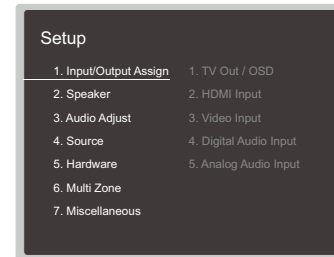 Setup
1. Input/Output Assign
2. Speaker
3. Audio Adjust
4. Source
5. Hardware
6. Multi Zone
7. Miscellaneous
1. TV Out / OSD
2. HDMI Input
3. Video Input
4. Digital Audio Input
5. Analog Audio Input